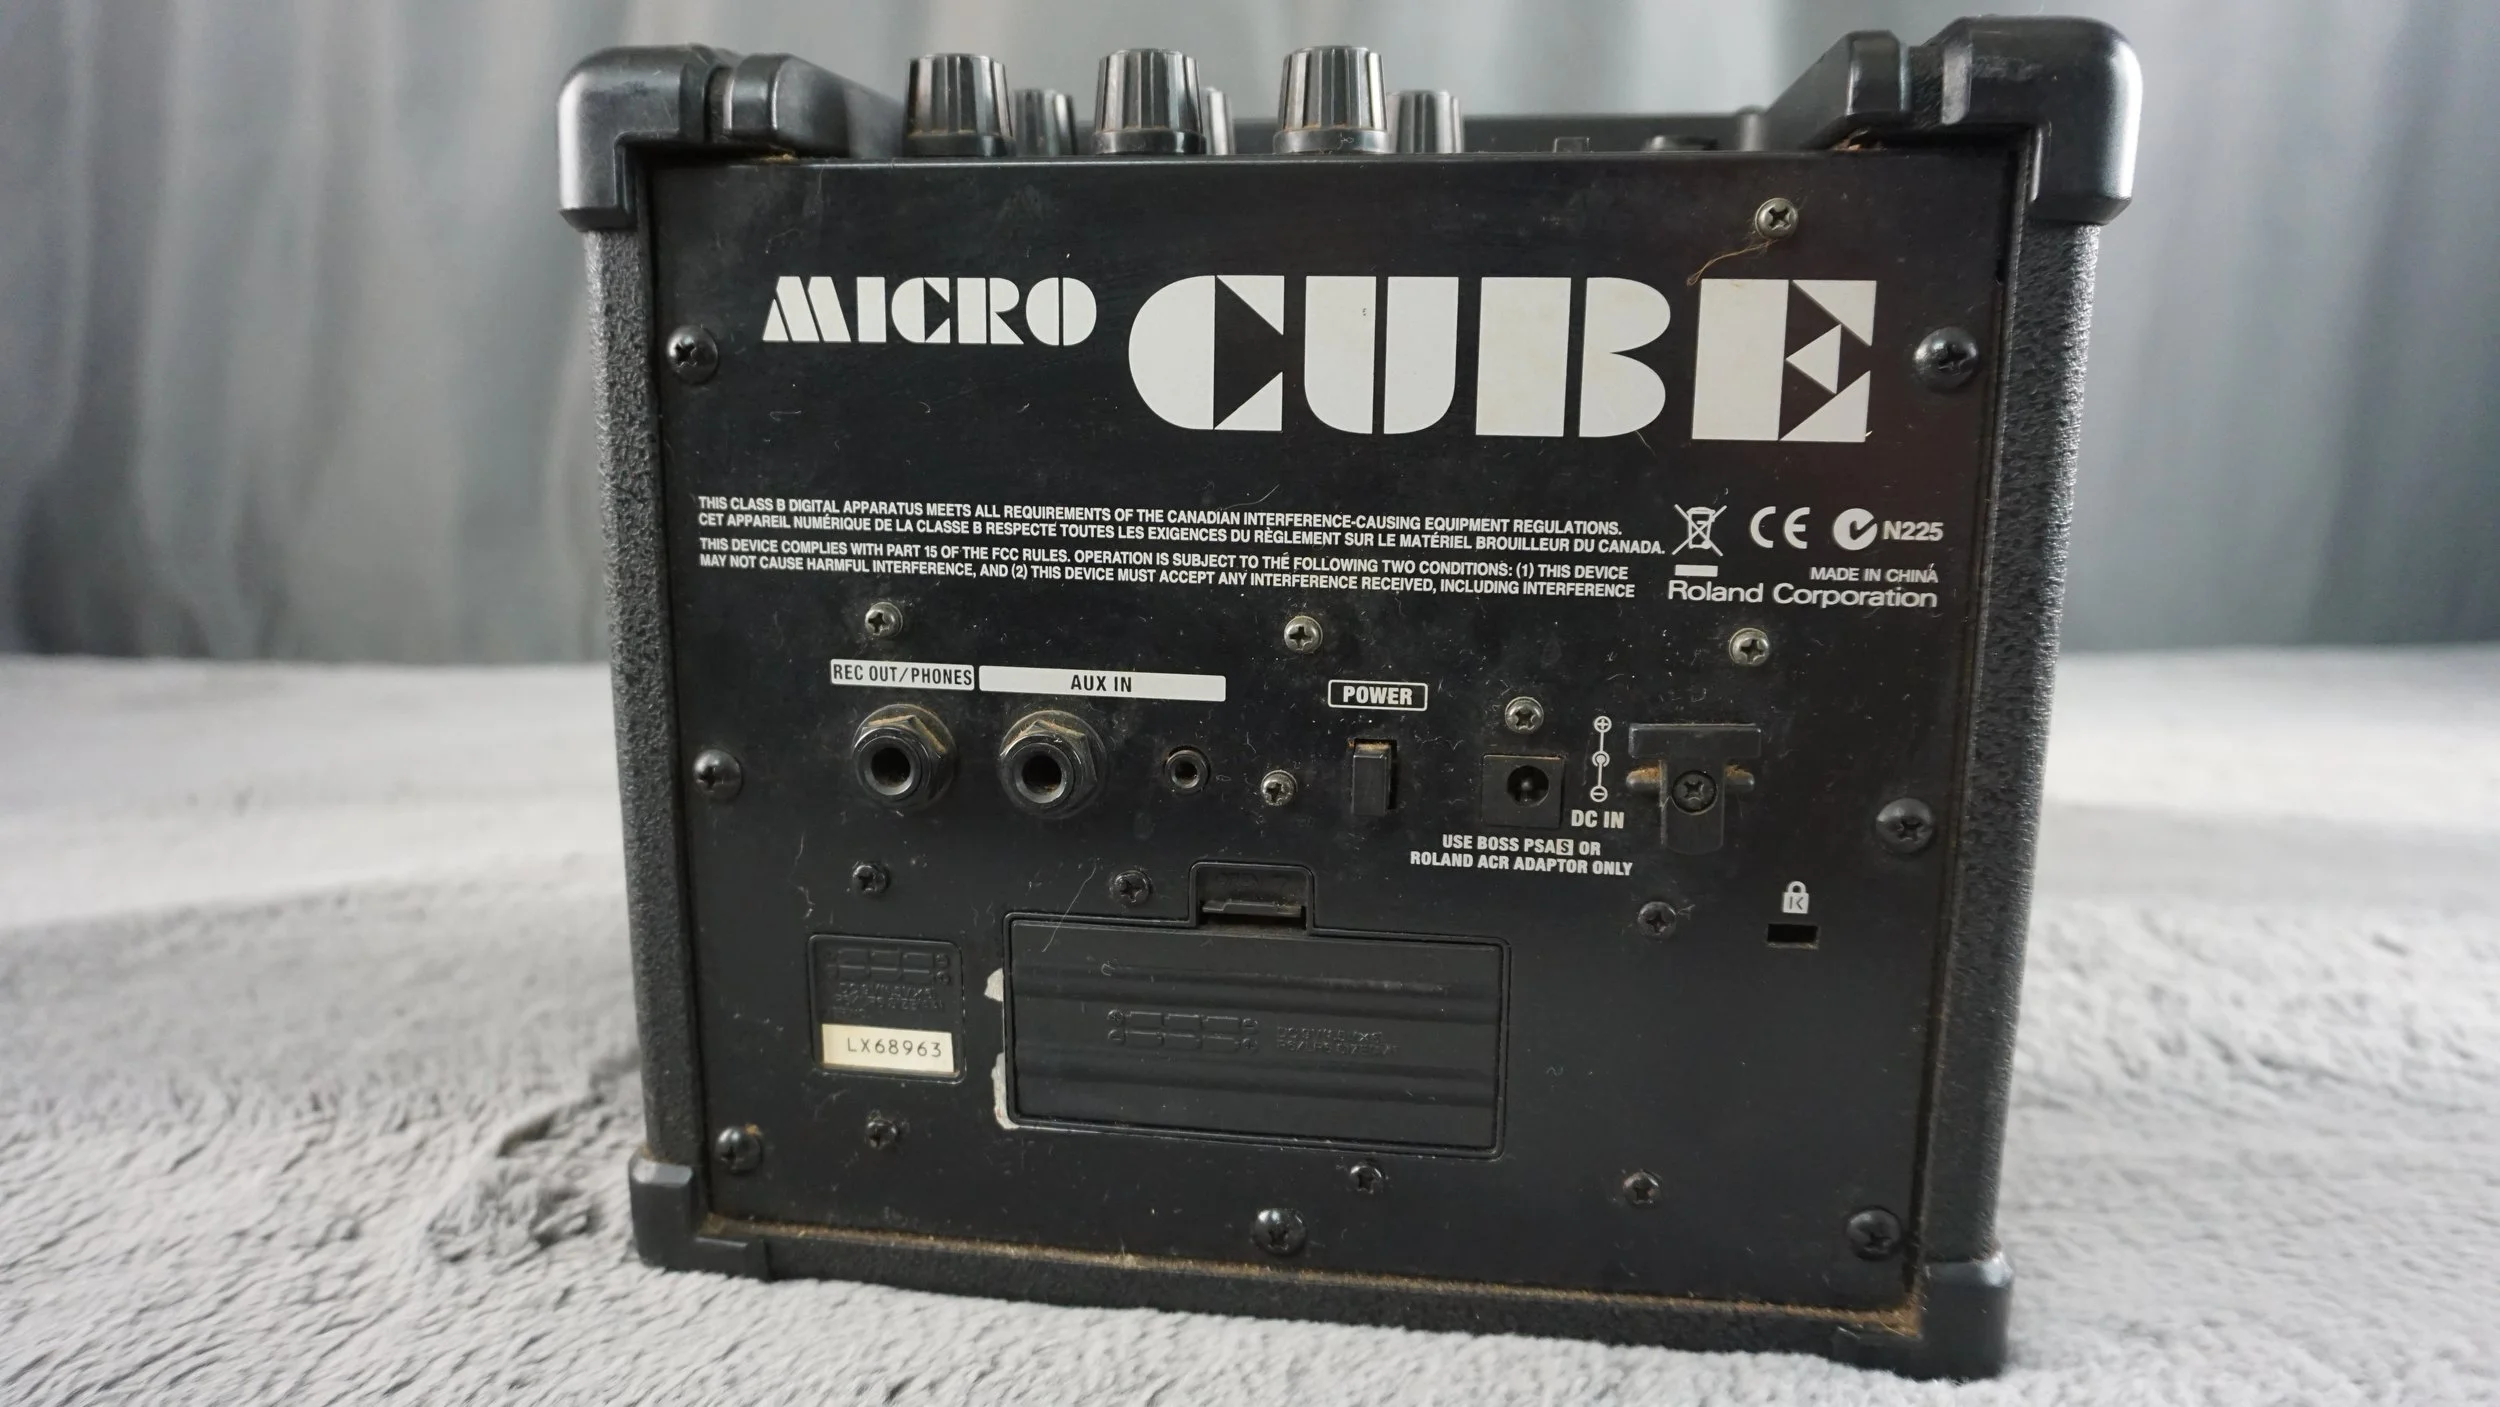 MICRO CUBE
THIS CLASS B DIGITAL APPARATUS MEETS ALL REQUIREMENTS OF THE CANADIAN INTERFERENCE-CAUSING EQUIPMENT REGULATIONS.
CET APPAREIL NUMÉRIQUE DE LA CLASSE B RESPECTE TOUTES LES EXIGENCES DU RÈGLEMENT SUR LE MATÉRIEL BROUILLEUR DU CANADA.
THIS DEVICE COMPLIES WITH PART 15 OF THE FCC RULES. OPERATION IS SUBJECT TO THE FOLLOWING TWO CONDITIONS: (1) THIS DEVICE
MAY NOT CAUSE HARMFUL INTERFERENCE, AND (2) THIS DEVICE MUST ACCEPT ANY INTERFERENCE RECEIVED, INCLUDING INTERFERENCE
CE N225
MADE IN CHINA
Roland Corporation
REC OUT/PHONES
AUX IN
POWER
DC IN
USE BOSS PSA S OR
ROLAND ACR ADAPTOR ONLY
K
LX68963